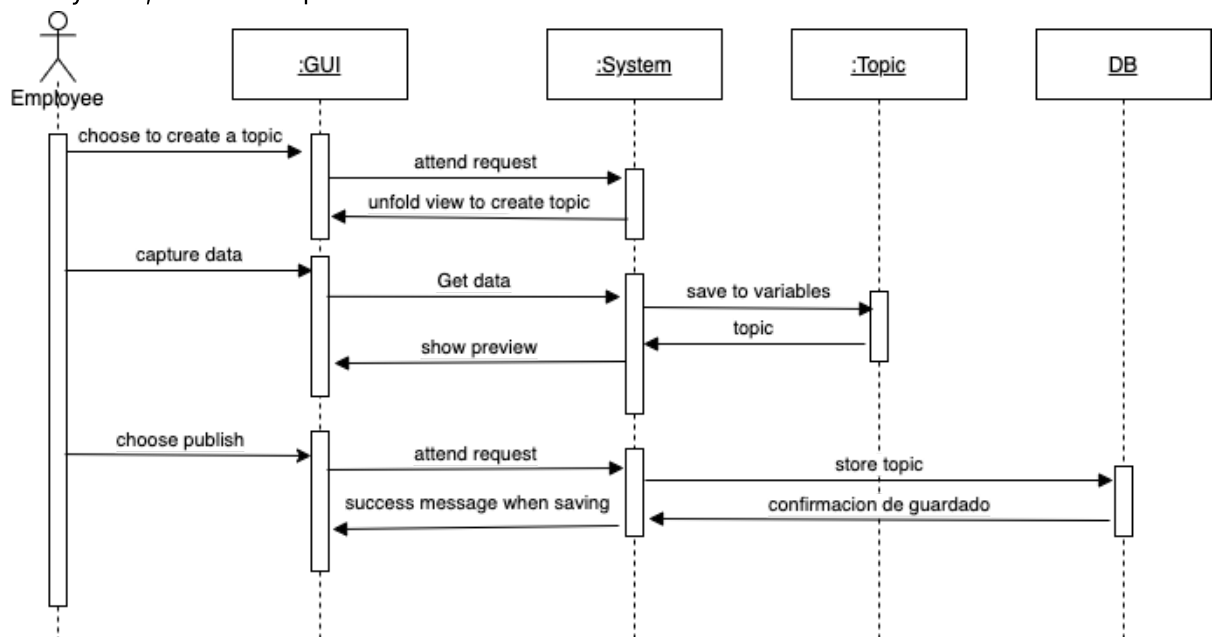 :GUI
:System
:Topic
DB
Employee
choose to create a topic
attend request
unfold view to create topic
capture data
Get data
save to variables
topic
show preview
choose publish
attend request
store topic
success message when saving
confirmacion de guardado